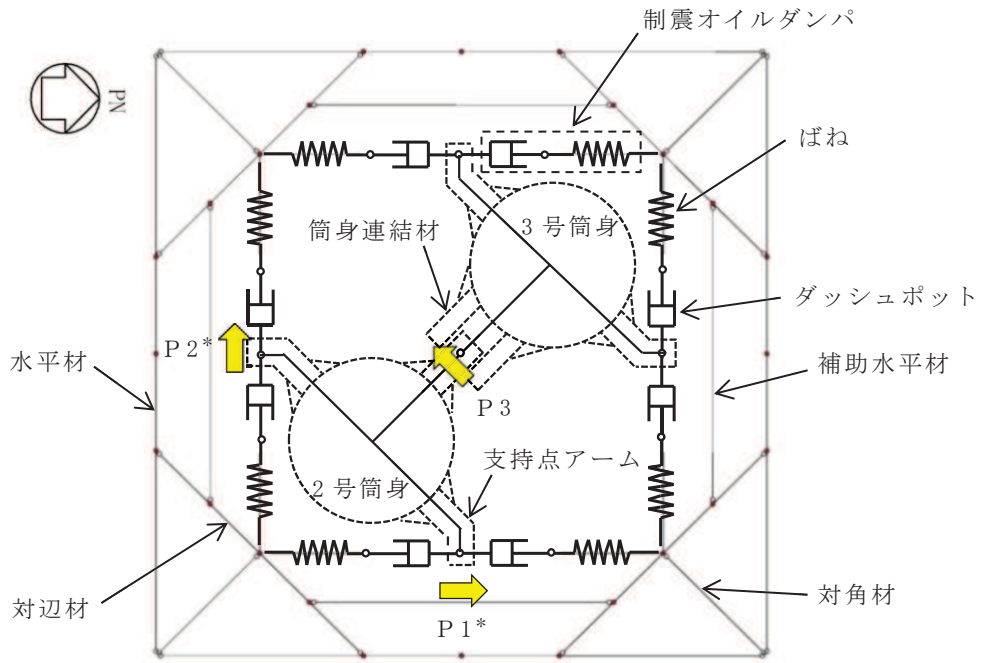 制震オイルダンパ
PN
ばね
筒身連結材
3号筒身
ダッシュポット
P2*
水平材
補助水平材
P3
支持点アーム
2号筒身
対辺材
対角材
P1*